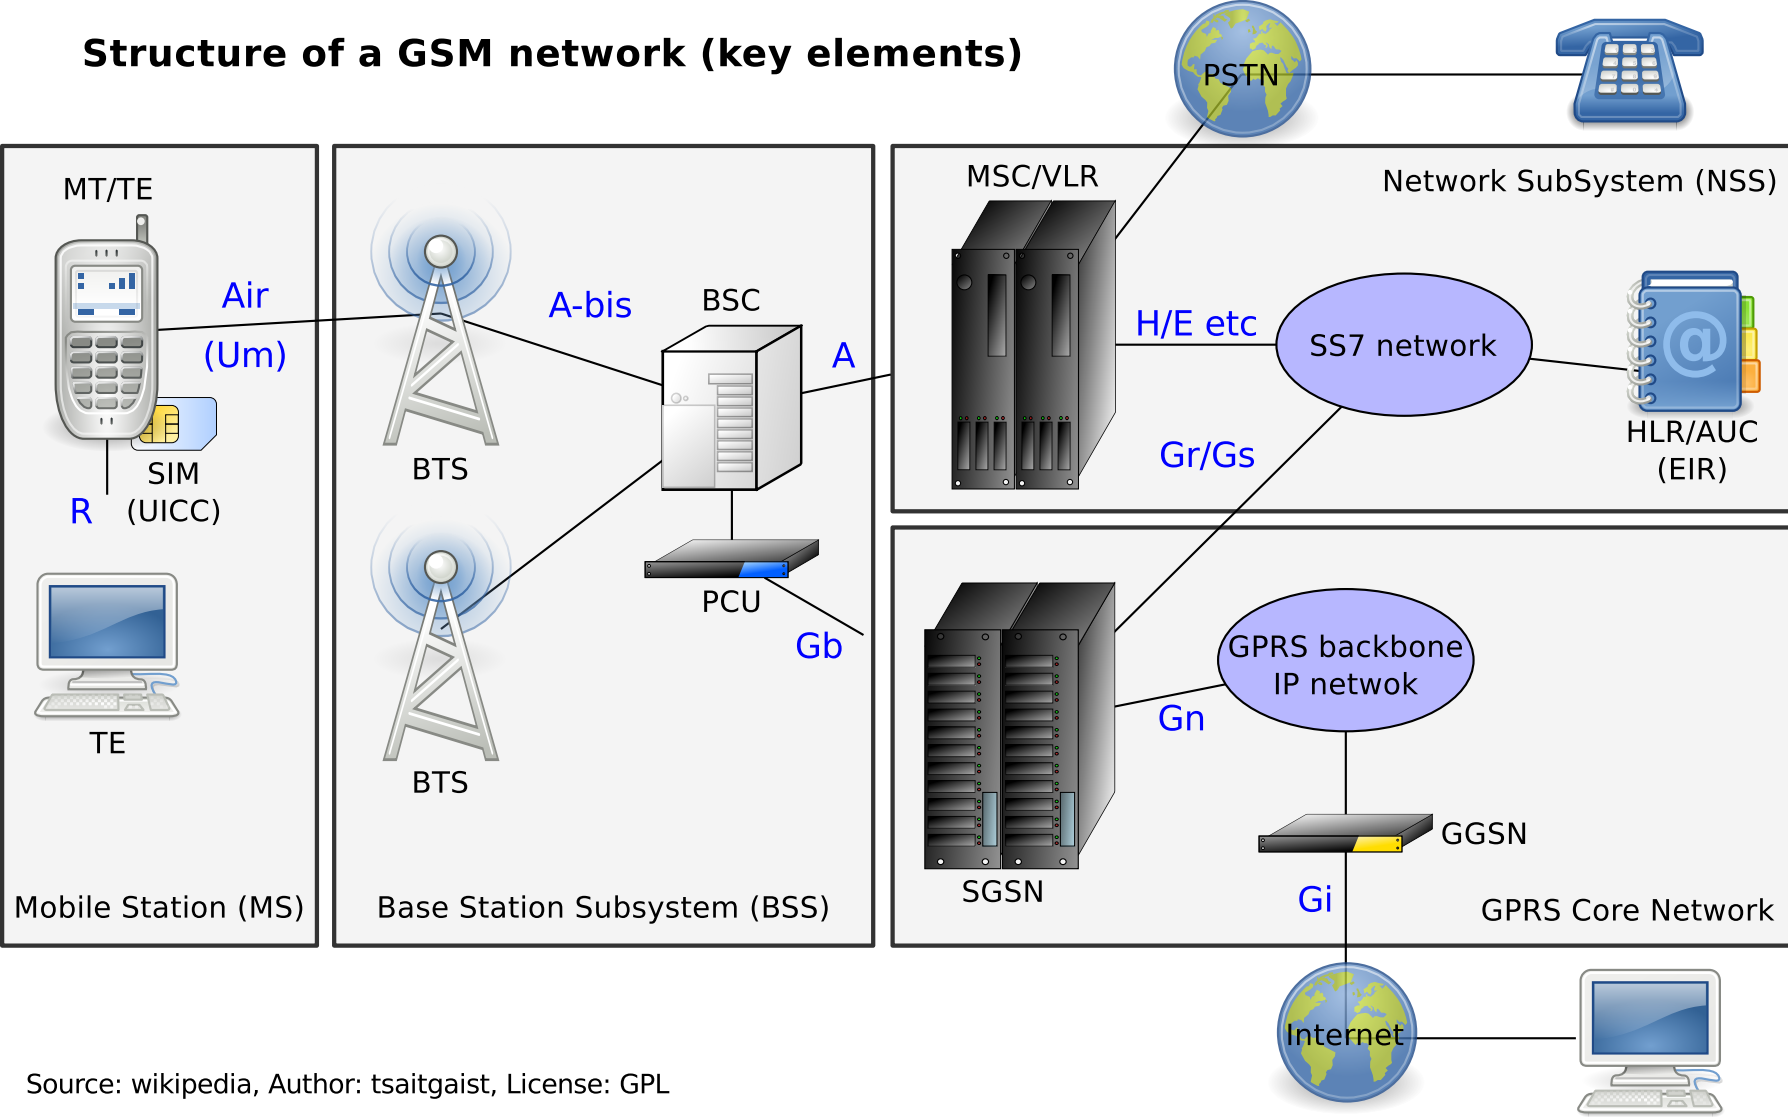 Structure of a GSM network (key elements)
PSTN
MT/TE
Air
(Um)
SIM
(UICC)
R
TE
Mobile Station (MS)
BTS
A-bis
BSC
A
BTS
PCU
Gb
Base Station Subsystem (BSS)
MSC/VLR
Network SubSystem (NSS)
H/E etc
SS7 network
@
HLR/AUC
(EIR)
Gr/Gs
GPRS backbone
IP netwok
Gn
SGSN
GGSN
Gi
GPRS Core Network
Internet
Source: wikipedia, Author: tsaitgaist, License: GPL